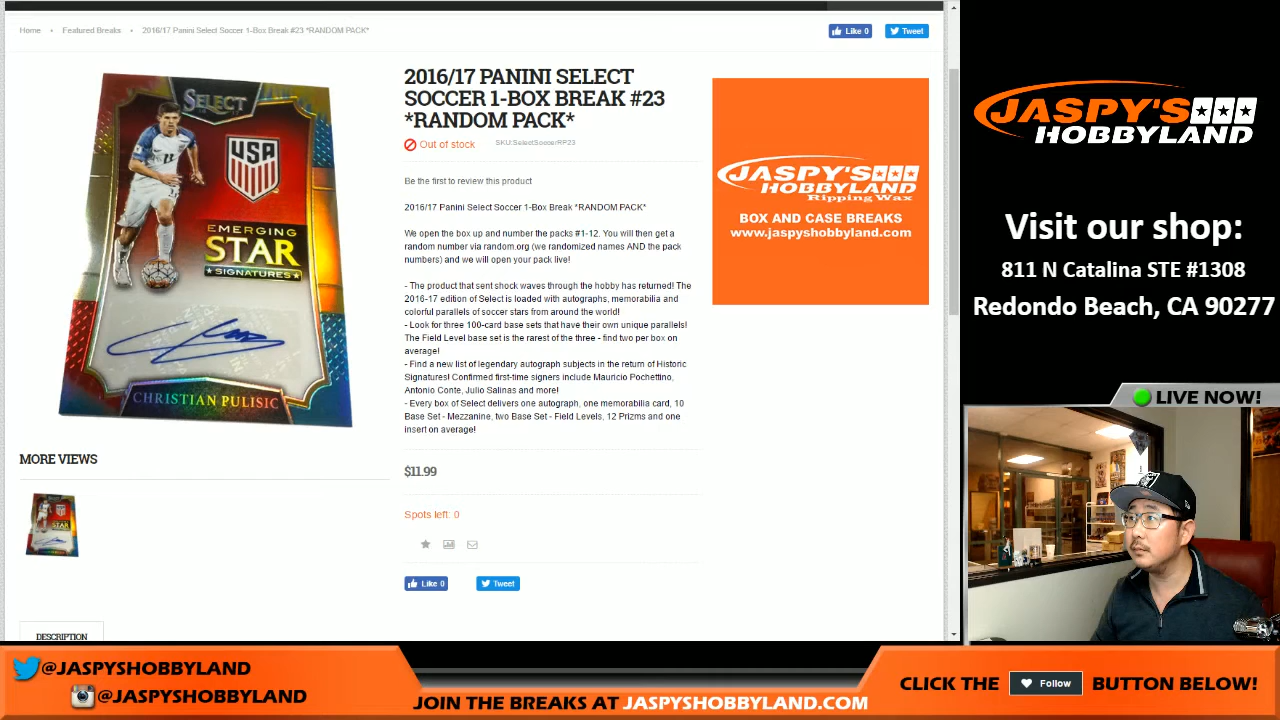 Home • Featured Breaks • 2016/17 Panini Select Soccer 1-Box Break #23 *RANDOM PACK*
Like 0
Tweet
SELECT
USA
EMERGING
STAR
★SIGNATURES★
CHRISTIAN PULISIC
MORE VIEWS
DESCRIPTION
2016/17 PANINI SELECT
SOCCER 1-BOX BREAK #23
*RANDOM PACK*
Out of stock SKU:SelectSoccerRP23
Be the first to review this product
2016/17 Panini Select Soccer 1-Box Break *RANDOM PACK*
We open the box up and number the packs #1-12. You will then get a
random number via random.org (we randomized names AND the pack
numbers) and we will open your pack live!
- The product that sent shock waves through the hobby has returned! The
2016-17 edition of Select is loaded with autographs, memorabilia and
colorful parallels of soccer stars from around the world!
- Look for three 100-card base sets that have their own unique parallels!
The Field Level base set is the rarest of the three - find two per box on
average!
- Find a new list of legendary autograph subjects in the return of Historic
Signatures! Confirmed first-time signers include Mauricio Pochettino,
Antonio Conte, Julio Salinas and more!
- Every box of Select delivers one autograph, one memorabilia card, 10
Base Set - Mezzanine, two Base Set - Field Levels, 12 Prizms and one
insert on average!
$11.99
Spots left: 0
Like 0
Tweet
JASPY'S
HOBBYLAND
Ripping Wax
BOX AND CASE BREAKS
www.jaspyshobbyland.com
JASPY'S
HOBBYLAND
Visit our shop:
811 N Catalina STE #1308
Redondo Beach, CA 90277
LIVE NOW!
@JASPYSHOBBYLAND
@JASPYSHOBBYLAND
JOIN THE BREAKS AT JASPYSHOBBYLAND.COM
CLICK THE Follow BUTTON BELOW!